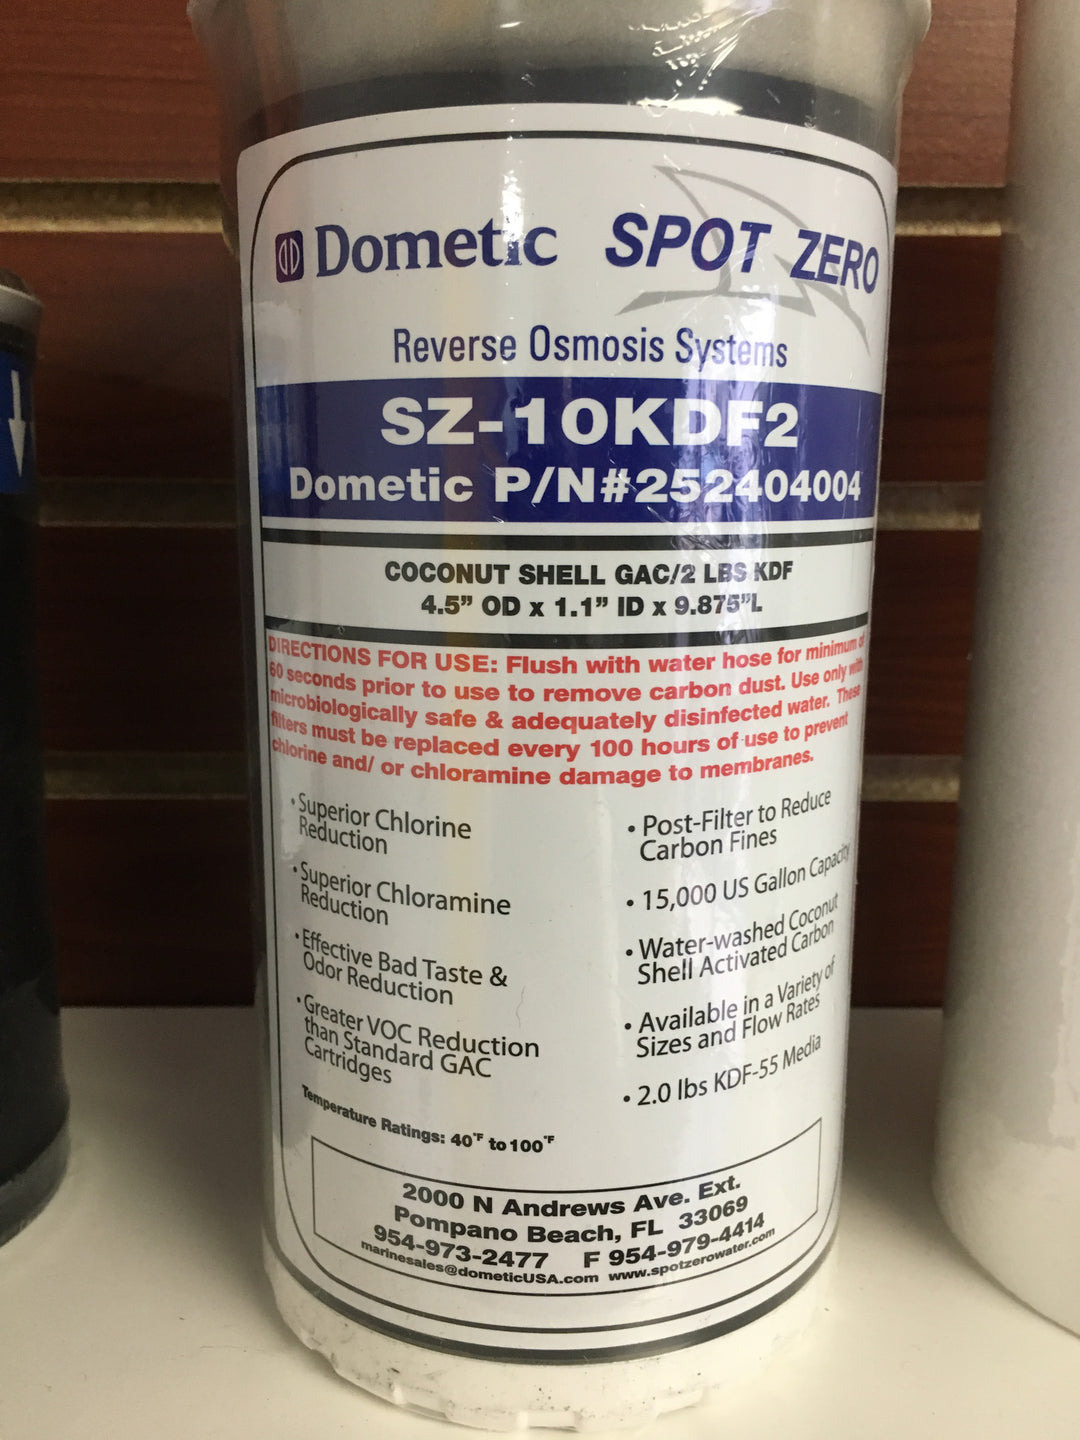 Dometic SPOT ZERO
Reverse Osmosis Systems
SZ-10KDF2
Dometic P/N#252404004
COCONUT SHELL GAC/2 LBS KDF
4.5” OD x 1.1” ID x 9.875”L
DIRECTIONS FOR USE: Flush with water hose for minimum of
60 seconds prior to use to remove carbon dust. Use only with
microbiologically safe & adequately disinfected water. These
filters must be replaced every 100 hours of use to prevent
chlorine and/ or chloramine damage to membranes.
• Superior Chlorine
Reduction
• Superior Chloramine
Reduction
• Effective Bad Taste &
Odor Reduction
• Greater VOC Reduction
than Standard GAC
Cartridges
• Post-Filter to Reduce
Carbon Fines
• 15,000 US Gallon Capacity
• Water-washed Coconut
Shell Activated Carbon
• Available in a Variety of
Sizes and Flow Rates
• 2.0 lbs KDF-55 Media
Temperature Ratings: 40°F to 100°F
2000 N Andrews Ave. Ext.
Pompano Beach, FL 33069
954-973-2477 F 954-979-4414
marinesales@dometicUSA.com www.spotzerowater.com